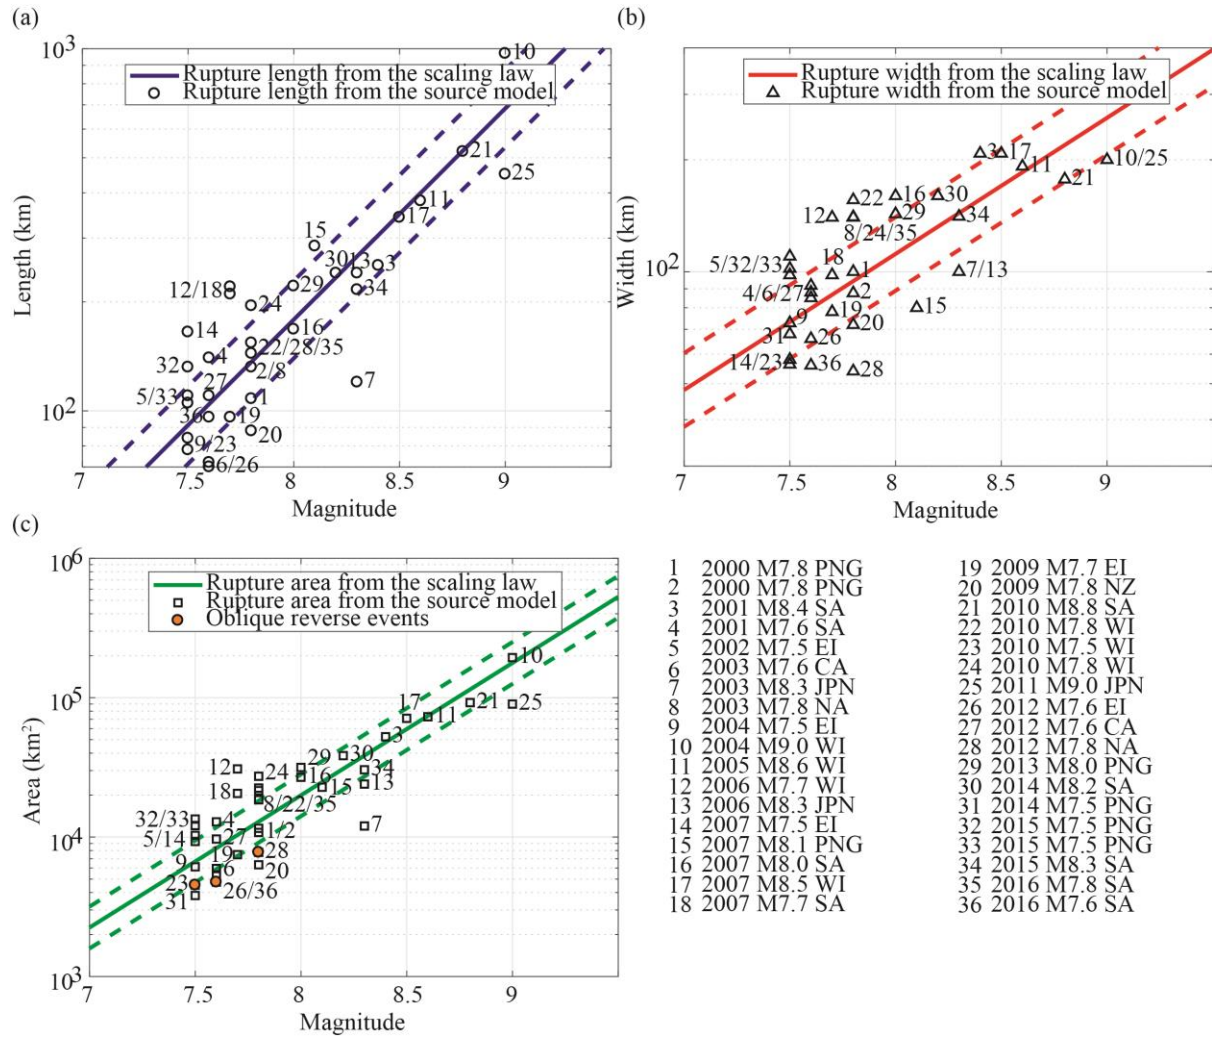 (a)
10³
Rupture length from the scaling law
Rupture length from the source model
10
21
25
11
17
15
30 13 3
34
12/18
29
24
14
16
22/28/35
32
4
2/8
7
27
5/33
1
36
19
20
9/23
6/26
10²
Length (km)
7
7.5
8
8.5
9
Magnitude
(b)
Rupture width from the scaling law
Rupture width from the source model
3
17
11
10/25
21
22
16
30
12
29
34
8/24/35
5/32/33
18
1
7/13
4/6/27
2
15
9
19
20
31
26
14/23
36
28
10²
Width (km)
7
7.5
8
8.5
9
Magnitude
(c)
10⁶
Rupture area from the scaling law
Rupture area from the source model
Oblique reverse events
10
17
21
25
11
3
12
24
29
30
34
16
13
18
15
8/22/35
32/33
4
7
5/14
27
1/2
9
19
28
6
20
23
26/36
31
10⁵
10⁴
10³
Area (km²)
7
7.5
8
8.5
9
Magnitude
1 2000 M7.8 PNG
2 2000 M7.8 PNG
3 2001 M8.4 SA
4 2001 M7.6 SA
5 2002 M7.5 EI
6 2003 M7.6 CA
7 2003 M8.3 JPN
8 2003 M7.8 NA
9 2004 M7.5 EI
10 2004 M9.0 WI
11 2005 M8.6 WI
12 2006 M7.7 WI
13 2006 M8.3 JPN
14 2007 M7.5 EI
15 2007 M8.1 PNG
16 2007 M8.0 SA
17 2007 M8.5 WI
18 2007 M7.7 SA
19 2009 M7.7 EI
20 2009 M7.8 NZ
21 2010 M8.8 SA
22 2010 M7.8 WI
23 2010 M7.5 WI
24 2010 M7.8 WI
25 2011 M9.0 JPN
26 2012 M7.6 EI
27 2012 M7.6 CA
28 2012 M7.8 NA
29 2013 M8.0 PNG
30 2014 M8.2 SA
31 2014 M7.5 PNG
32 2015 M7.5 PNG
33 2015 M7.5 PNG
34 2015 M8.3 SA
35 2016 M7.8 SA
36 2016 M7.6 SA